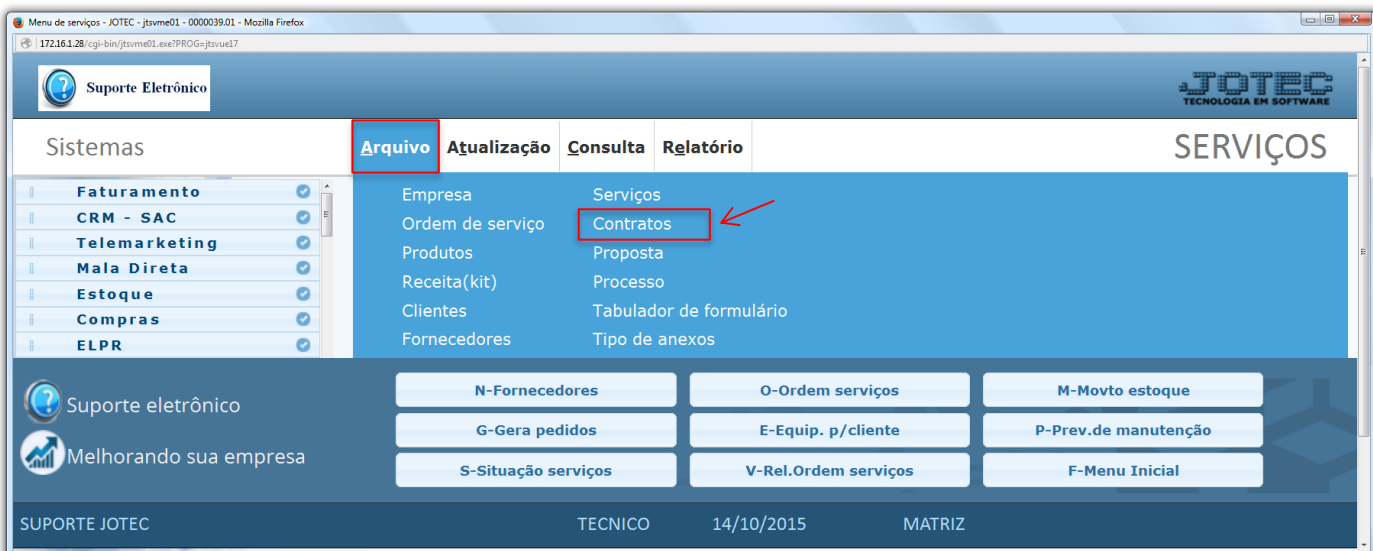 Menu de serviços - JOTEC - jtsvme01 - 0000039.01 - Mozilla Firefox
172.16.1.28/cgi-bin/jtsvme01.exe?PROG=jtsvue17
Suporte Eletrônico
JOTEC
TECNOLOGIA EM SOFTWARE
Sistemas
Arquivo Atualização Consulta Relatório
SERVIÇOS
Faturamento
CRM - SAC
Telemarketing
Mala Direta
Estoque
Compras
ELPR
Empresa Serviços
Ordem de serviço Contratos
Produtos Proposta
Receita(kit) Processo
Clientes Tabulador de formulário
Fornecedores Tipo de anexos
Suporte eletrônico
Melhorando sua empresa
N-Fornecedores O-Ordem serviços M-Movto estoque
G-Gera pedidos E-Equip. p/cliente P-Prev.de manutenção
S-Situação serviços V-Rel.Ordem serviços F-Menu Inicial
SUPORTE JOTEC TECNICO 14/10/2015 MATRIZ